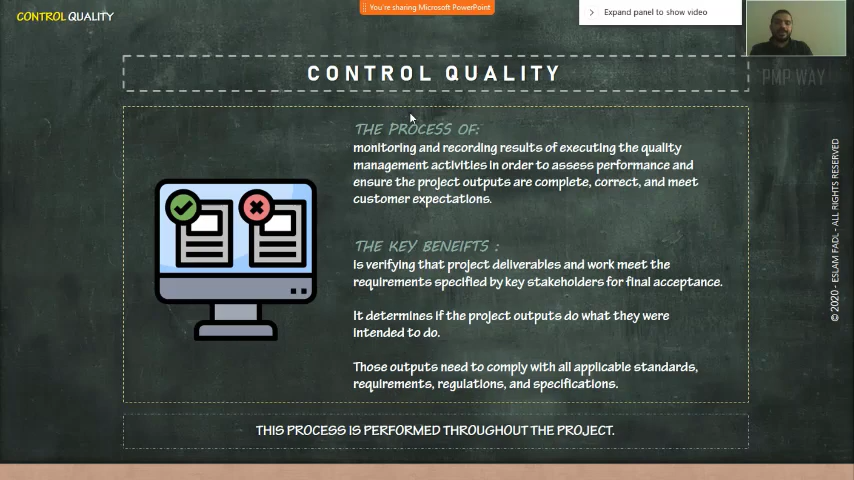 CONTROL QUALITY
You're sharing Microsoft PowerPoint
Expand panel to show video
CONTROL QUALITY
PMP WAY
THE PROCESS OF:
monitoring and recording results of executing the quality
management activities in order to assess performance and
ensure the project outputs are complete, correct, and meet
customer expectations.
THE KEY BENEIFTS :
Is verifying that project deliverables and work meet the
requirements specified by key stakeholders for final acceptance.
It determines if the project outputs do what they were
intended to do.
Those outputs need to comply with all applicable standards,
requirements, regulations, and specifications.
THIS PROCESS IS PERFORMED THROUGHOUT THE PROJECT.
© 2020 - ESLAM FADL - ALL RIGHTS RESERVED